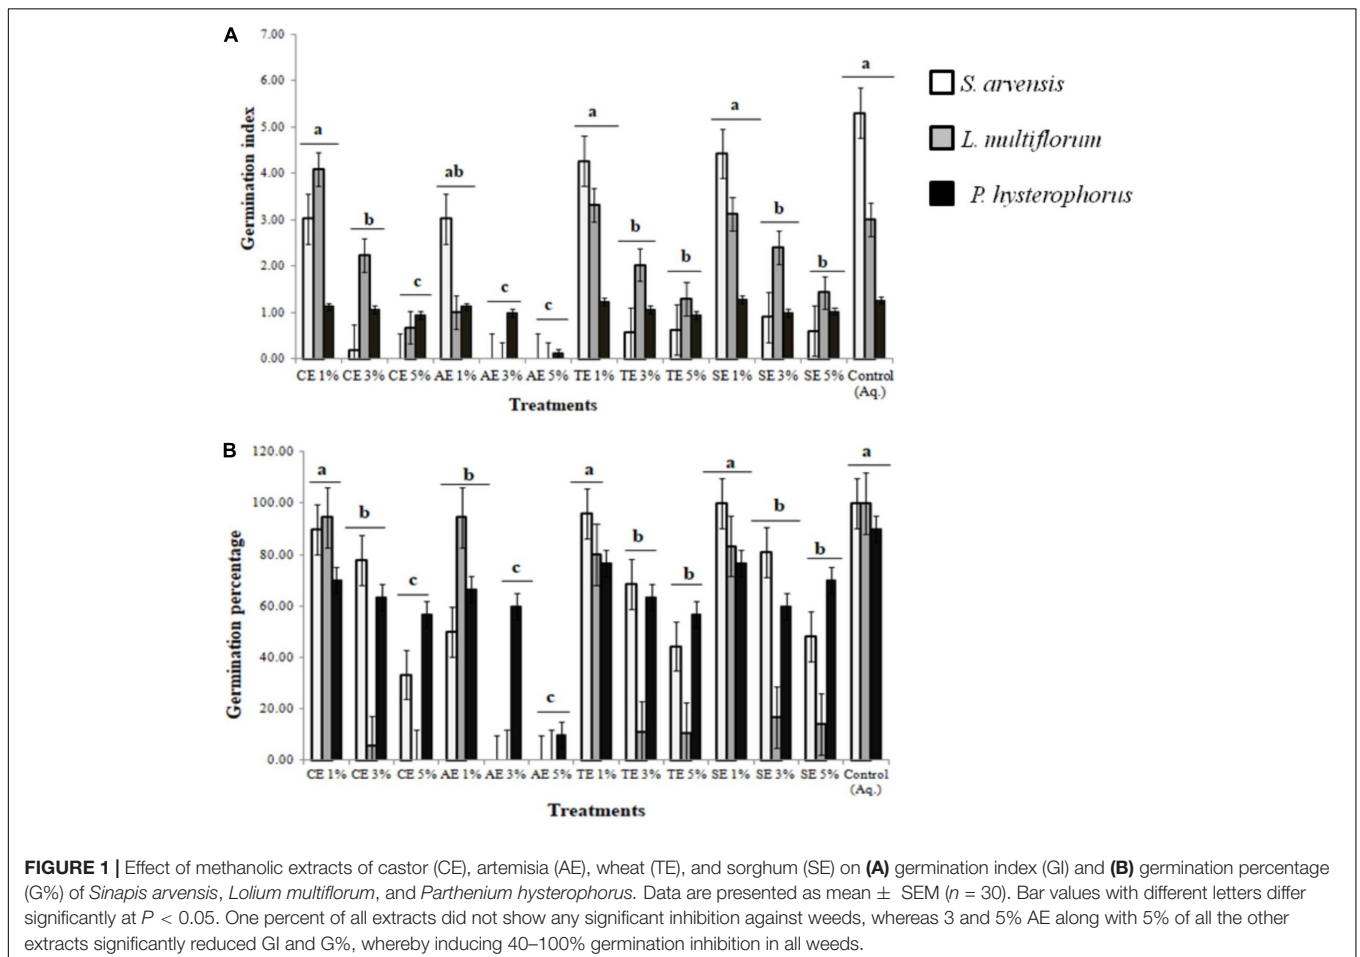 A
7.00
6.00
5.00
4.00
3.00
2.00
1.00
0.00
Germination index
a
b
c
ab
c
c
a
b
b
a
b
b
a
CE 1% CE 3% CE 5% AE 1% AE 3% AE 5% TE 1% TE 3% TE 5% SE 1% SE 3% SE 5% Control
(Aq.)
Treatments
S. arvensis
L. multiflorum
P. hysterophorus
B
120.00
100.00
80.00
60.00
40.00
20.00
0.00
Germination percentage
a
b
c
b
c
c
a
b
b
a
b
b
a
CE 1% CE 3% CE 5% AE 1% AE 3% AE 5% TE 1% TE 3% TE 5% SE 1% SE 3% SE 5% Control
(Aq.)
Treatments
FIGURE 1 | Effect of methanolic extracts of castor (CE), artemisia (AE), wheat (TE), and sorghum (SE) on (A) germination index (GI) and (B) germination percentage
(G%) of Sinapis arvensis, Lolium multiflorum, and Parthenium hysterophorus. Data are presented as mean ± SEM (n = 30). Bar values with different letters differ
significantly at P < 0.05. One percent of all extracts did not show any significant inhibition against weeds, whereas 3 and 5% AE along with 5% of all the other
extracts significantly reduced GI and G%, whereby inducing 40–100% germination inhibition in all weeds.